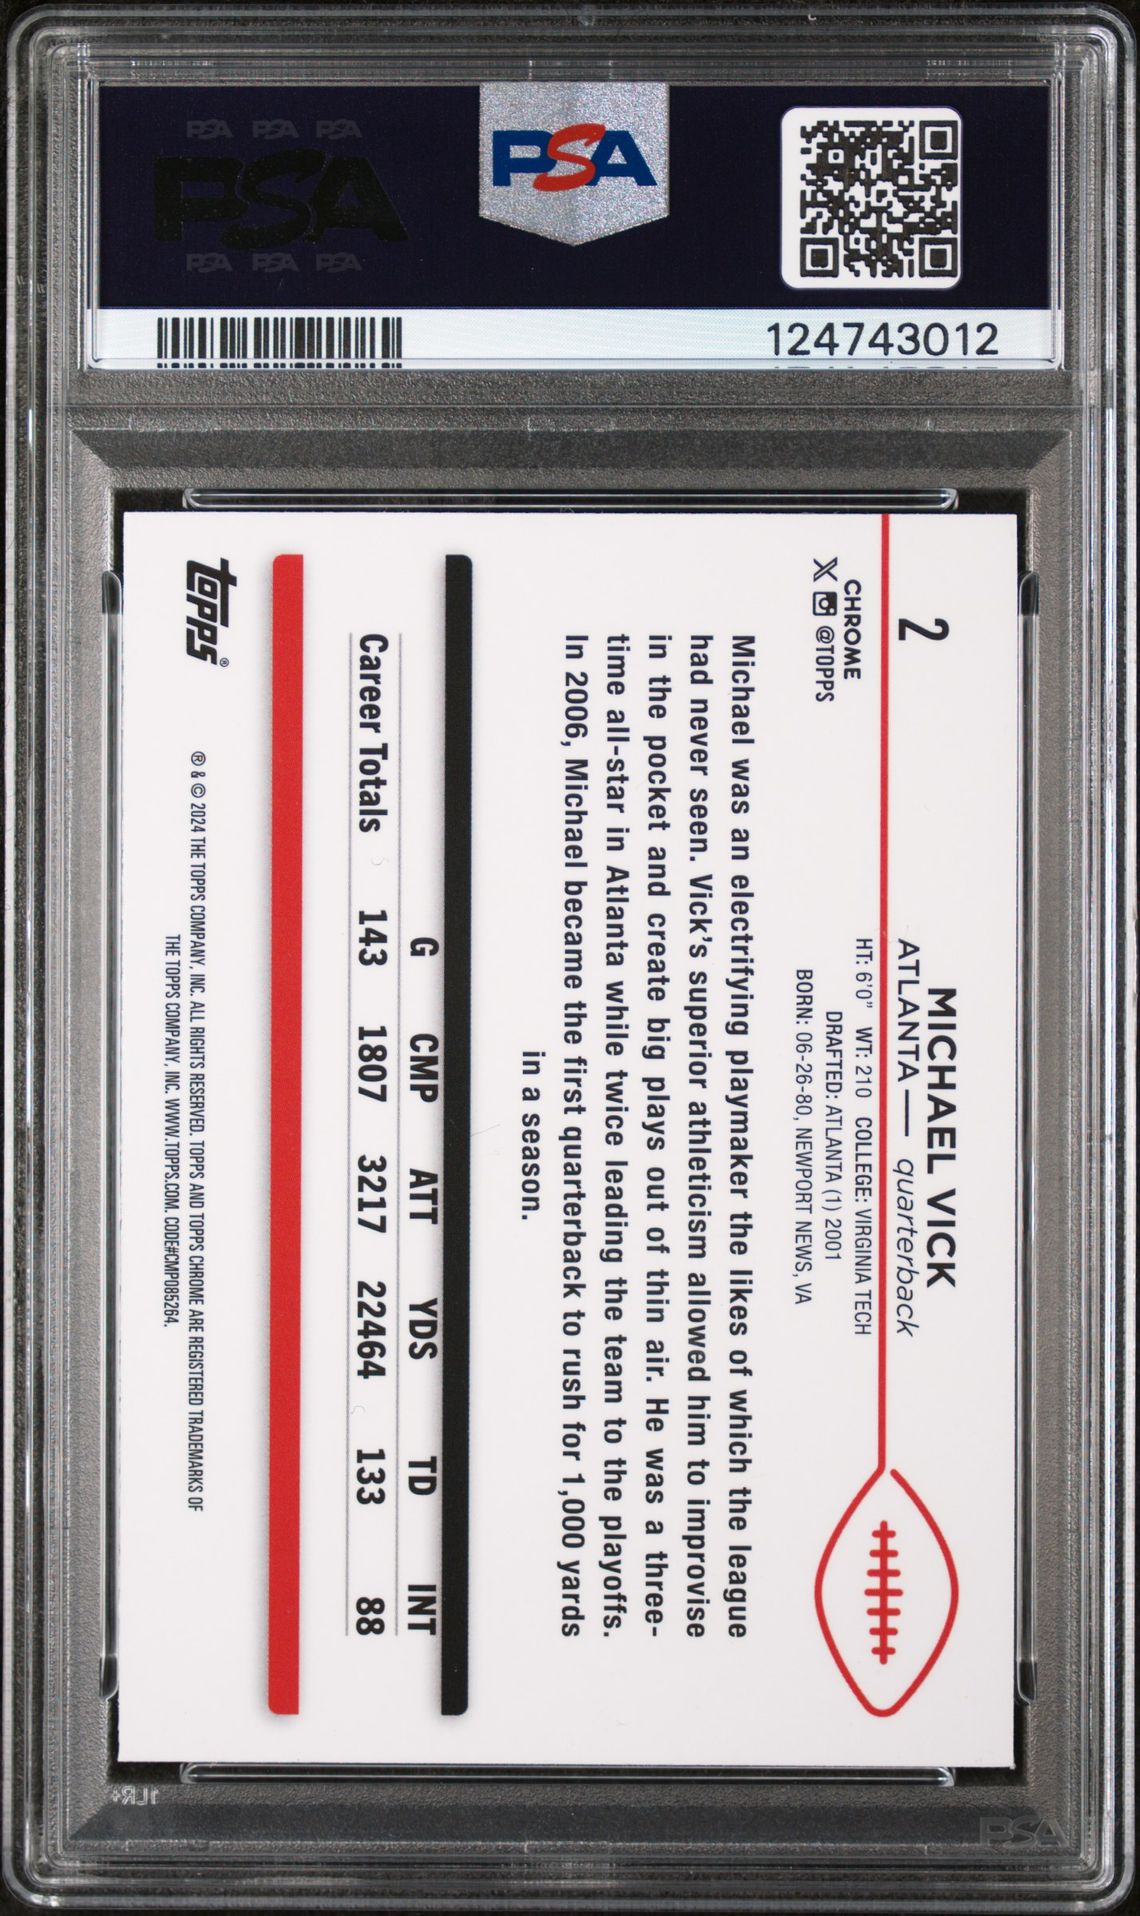 PSA PSA PSA
PSA
PSA PSA PSA
PSA
124743012
2
MICHAEL VICK
ATLANTA — quarterback
CHROME
X @TOPPS
HT: 6'0" WT: 210 COLLEGE: VIRGINIA TECH
DRAFTED: ATLANTA (1) 2001
BORN: 06-26-80, NEWPORT NEWS, VA
Michael was an electrifying playmaker the likes of which the league
had never seen. Vick's superior athleticism allowed him to improvise
in the pocket and create big plays out of thin air. He was a three-
time all-star in Atlanta while twice leading the team to the playoffs.
In 2006, Michael became the first quarterback to rush for 1,000 yards
in a season.
G CMP ATT YDS TD INT
Career Totals 143 1807 3217 22464 133 88
topps®
® & © 2024 THE TOPPS COMPANY, INC. ALL RIGHTS RESERVED. TOPPS AND TOPPS CHROME ARE REGISTERED TRADEMARKS OF
THE TOPPS COMPANY, INC. WWW.TOPPS.COM. CODE#CMP085264.
PSA